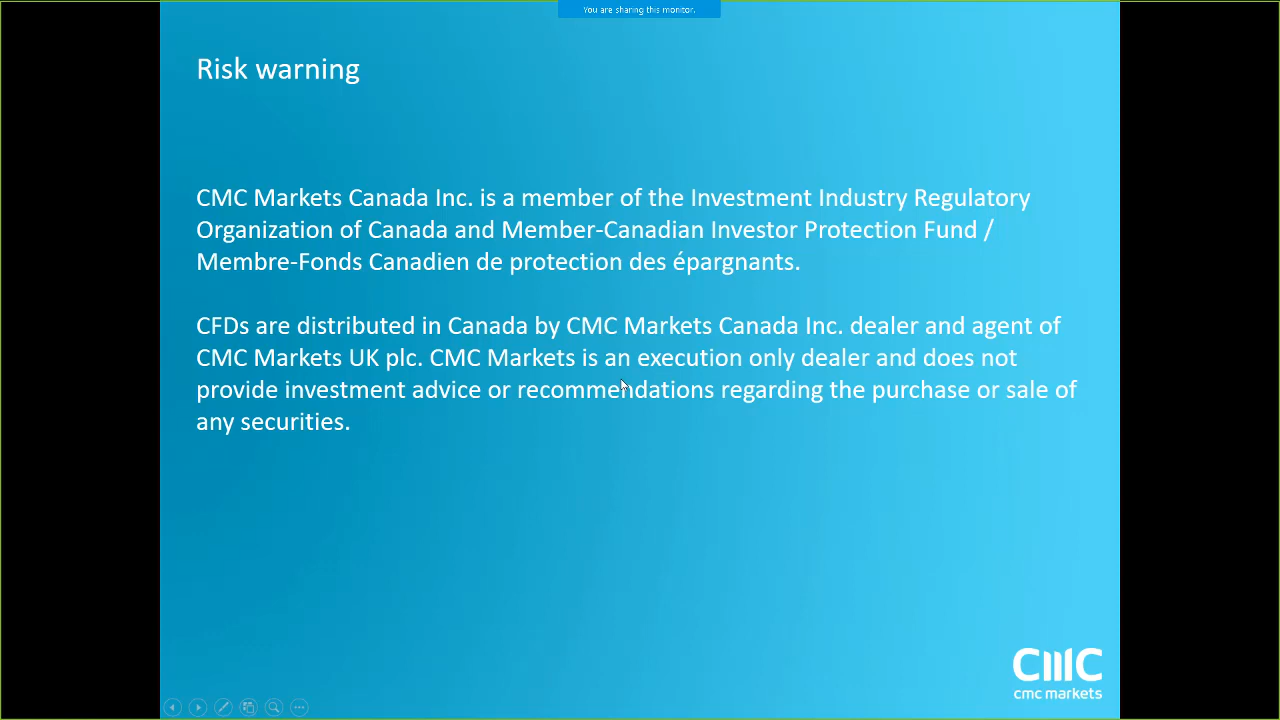 You are sharing this monitor.
Risk warning
CMC Markets Canada Inc. is a member of the Investment Industry Regulatory
Organization of Canada and Member-Canadian Investor Protection Fund /
Membre-Fonds Canadien de protection des épargnants.
CFDs are distributed in Canada by CMC Markets Canada Inc. dealer and agent of
CMC Markets UK plc. CMC Markets is an execution only dealer and does not
provide investment advice or recommendations regarding the purchase or sale of
any securities.
CMC
cmc markets